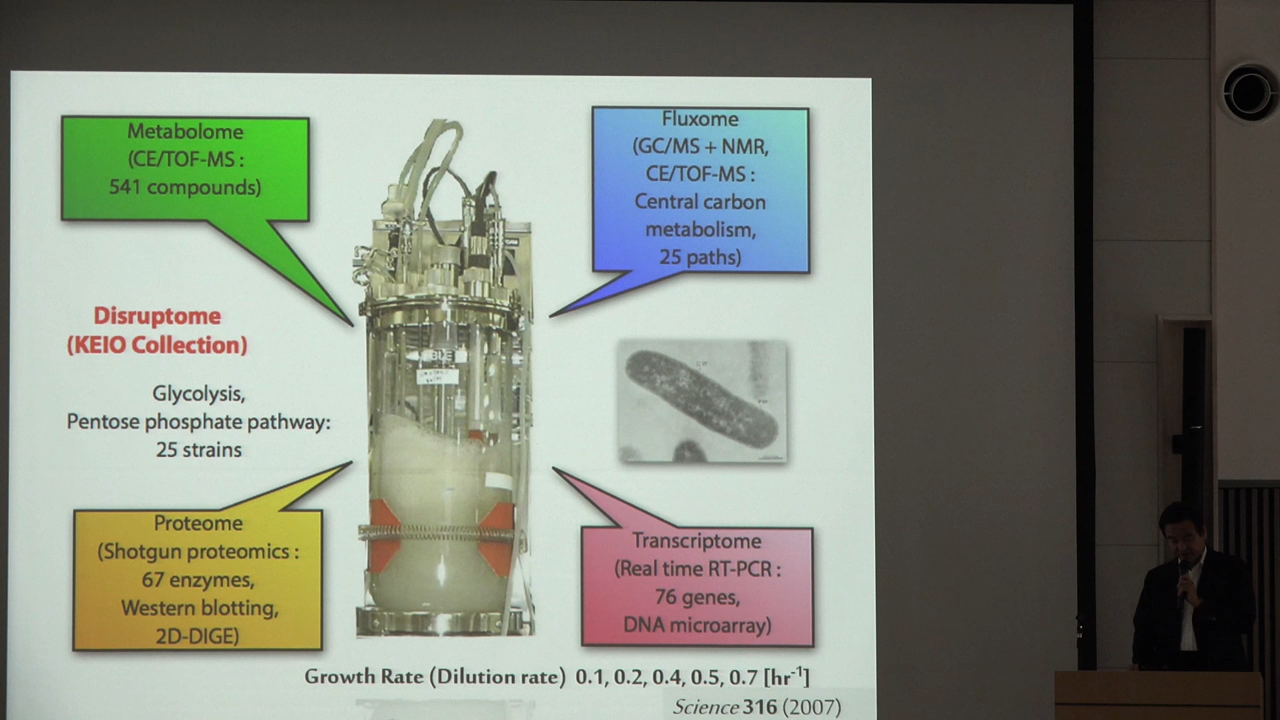 Metabolome
(CE/TOF-MS :
541 compounds)
Fluxome
(GC/MS + NMR,
CE/TOF-MS :
Central carbon
metabolism,
25 paths)
Disruptome
(KEIO Collection)
Glycolysis,
Pentose phosphate pathway:
25 strains
BLE
Proteome
(Shotgun proteomics :
67 enzymes,
Western blotting,
2D-DIGE)
Transcriptome
(Real time RT-PCR :
76 genes,
DNA microarray)
Growth Rate (Dilution rate) 0.1, 0.2, 0.4, 0.5, 0.7 [hr⁻¹]
Science 316 (2007)